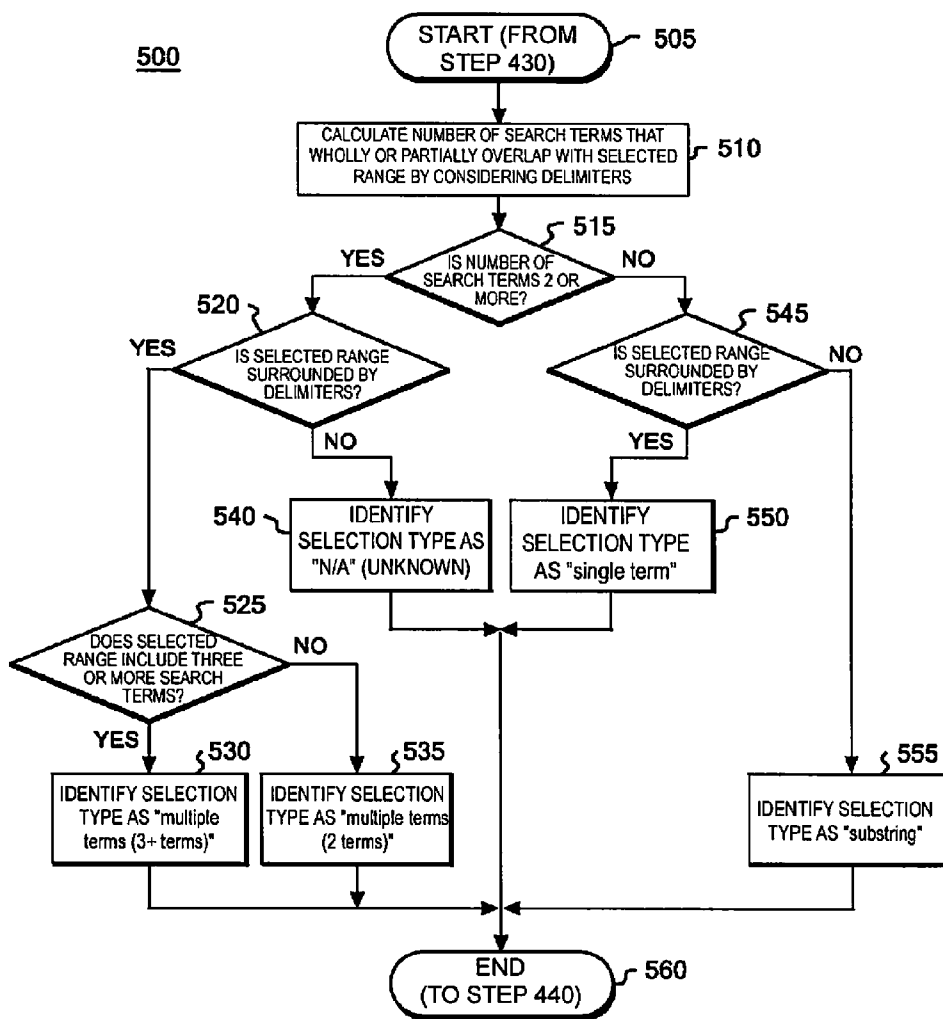 500
START (FROM
STEP 430)
505
CALCULATE NUMBER OF SEARCH TERMS THAT
WHOLLY OR PARTIALLY OVERLAP WITH SELECTED
RANGE BY CONSIDERING DELIMITERS
510
515
YES
IS NUMBER OF
SEARCH TERMS 2 OR
MORE?
NO
520
YES
IS SELECTED RANGE
SURROUNDED BY
DELIMITERS?
NO
545
IS SELECTED RANGE
SURROUNDED BY
DELIMITERS?
NO
YES
540
IDENTIFY
SELECTION TYPE AS
"N/A" (UNKNOWN)
IDENTIFY
SELECTION TYPE
AS "single term"
550
525
DOES SELECTED
RANGE INCLUDE THREE
OR MORE SEARCH
TERMS?
NO
YES
530
IDENTIFY SELECTION
TYPE AS "multiple
terms (3+ terms)"
535
IDENTIFY SELECTION
TYPE AS "multiple terms
(2 terms)"
555
IDENTIFY SELECTION
TYPE AS "substring"
END
(TO STEP 440)
560